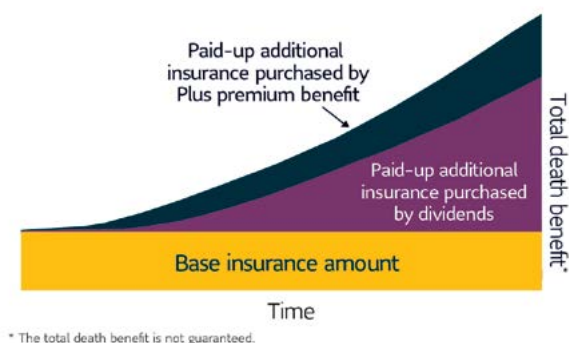 Paid-up additional
insurance purchased by
Plus premium benefit
Paid-up additional
insurance purchased
by dividends
Total death benefit*
Base insurance amount
Time
* The total death benefit is not guaranteed.